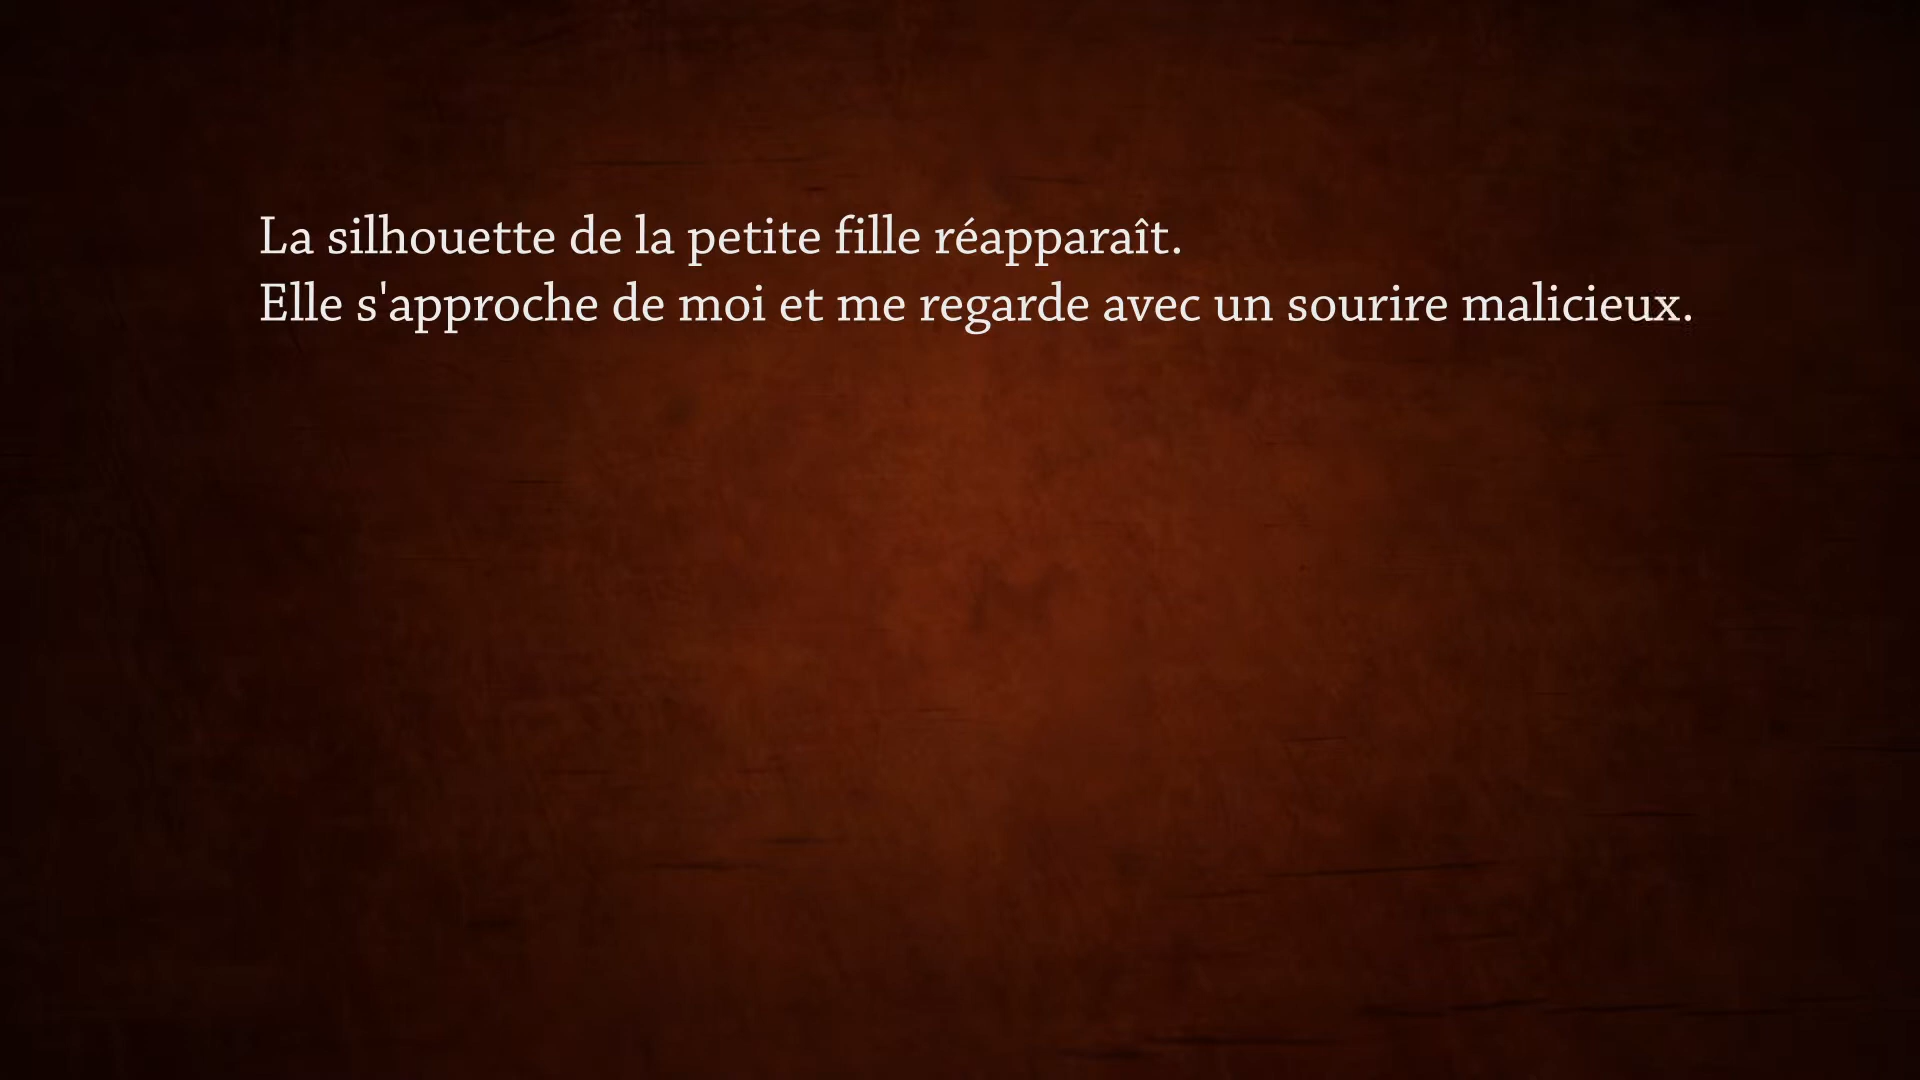 La silhouette de la petite fille réapparaît.
Elle s'approche de moi et me regarde avec un sourire malicieux.